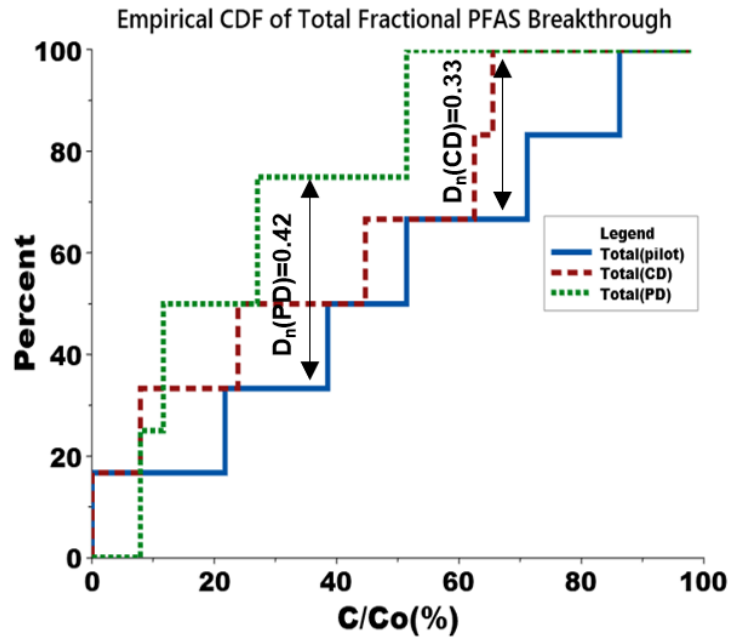 Empirical CDF of Total Fractional PFAS Breakthrough
Percent
100
80
60
40
20
0
0 20 40 60 80 100
C/Co(%)
Dₙ(PD)=0.42
Dₙ(CD)=0.33
Legend
Total(pilot)
Total(CD)
Total(PD)